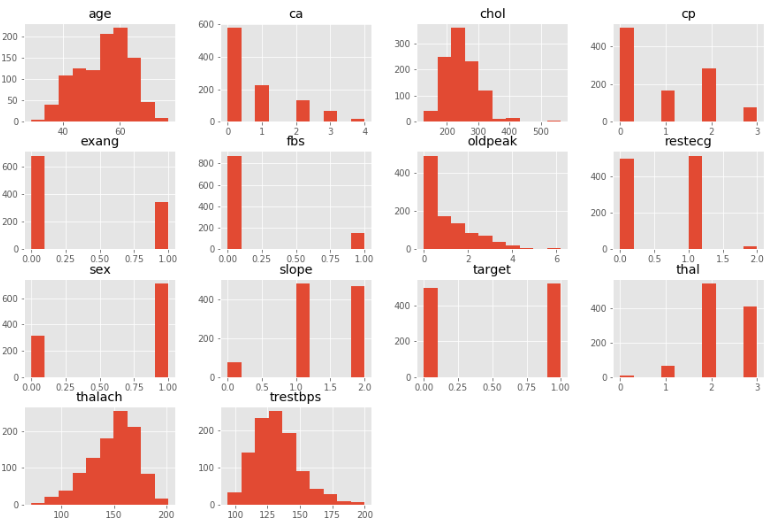 age ca chol cp
200 150 100 50 0 600 400 200 0 300 200 100 0 400 200 0
40 60 0 1 2 3 4 200 300 400 500 0 1 2 3
exang fbs oldpeak restecg
600 400 200 0 800 600 400 200 0 400 200 0 400 200 0
0.00 0.25 0.50 0.75 1.00 0.00 0.25 0.50 0.75 1.00 0 2 4 6 0.0 0.5 1.0 1.5 2.0
sex slope target thal
600 400 200 0 400 200 0 400 200 0 400 200 0
0.00 0.25 0.50 0.75 1.00 0.0 0.5 1.0 1.5 2.0 0.00 0.25 0.50 0.75 1.00 0 1 2 3
thalach trestbps
200 100 0 200 100 0
100 150 200 100 125 150 175 200